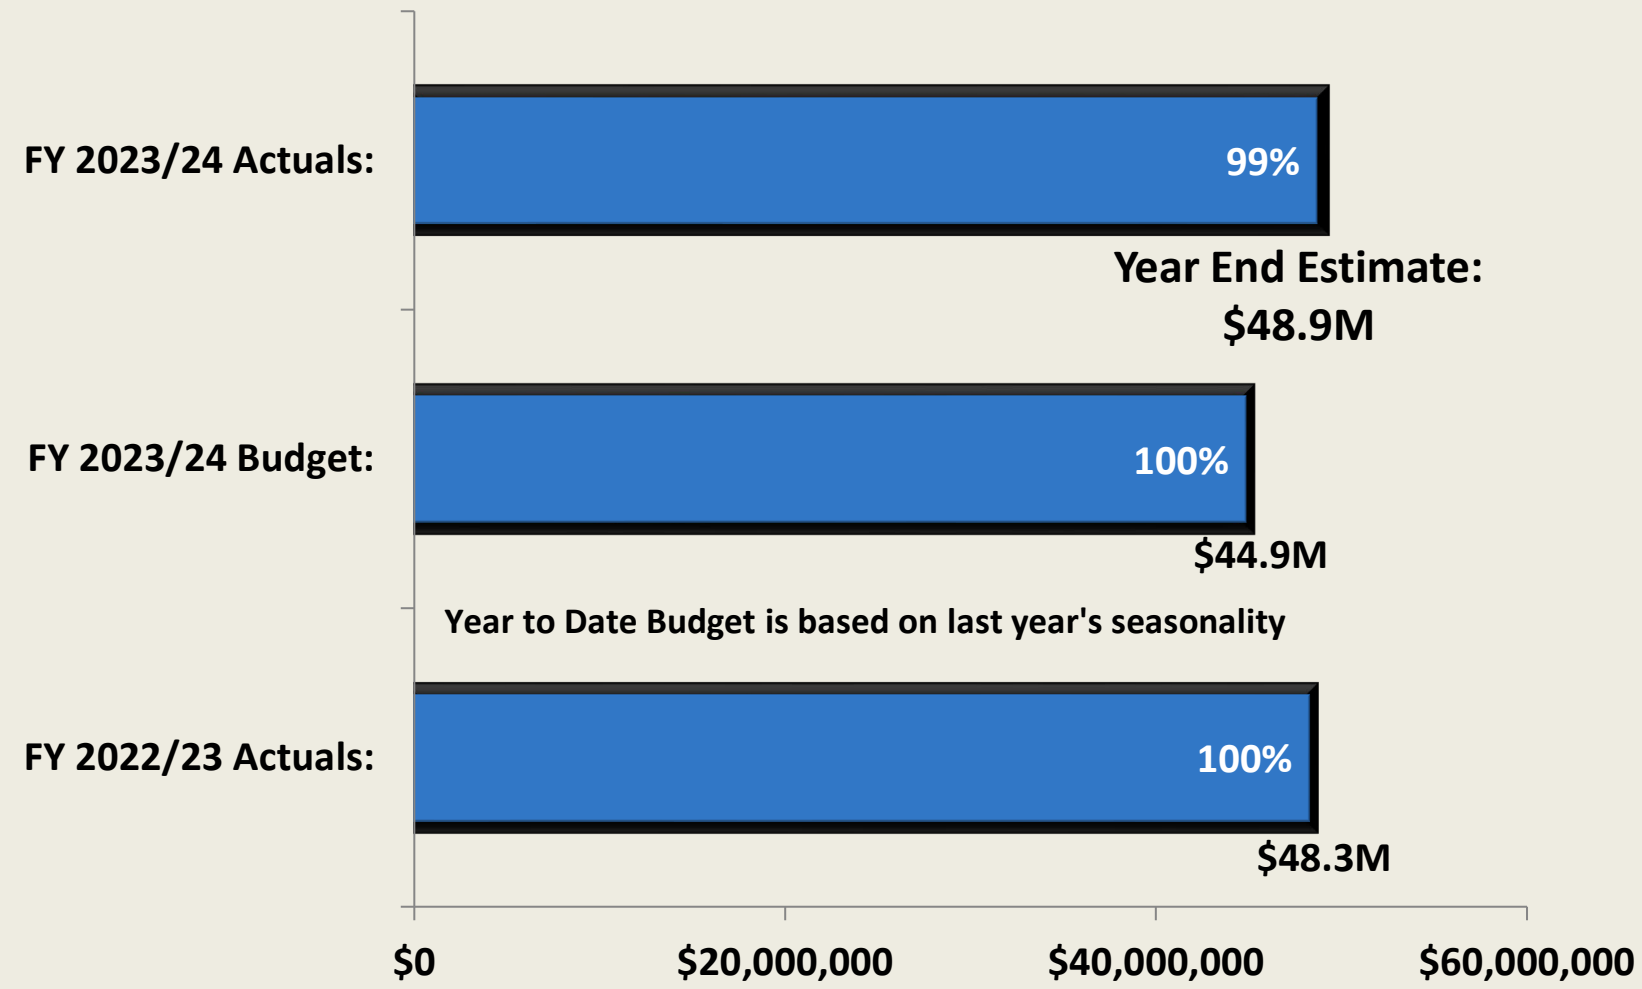 FY 2023/24 Actuals:
99%
Year End Estimate:
$48.9M
FY 2023/24 Budget:
100%
$44.9M
Year to Date Budget is based on last year's seasonality
FY 2022/23 Actuals:
100%
$48.3M
$0
$20,000,000
$40,000,000
$60,000,000